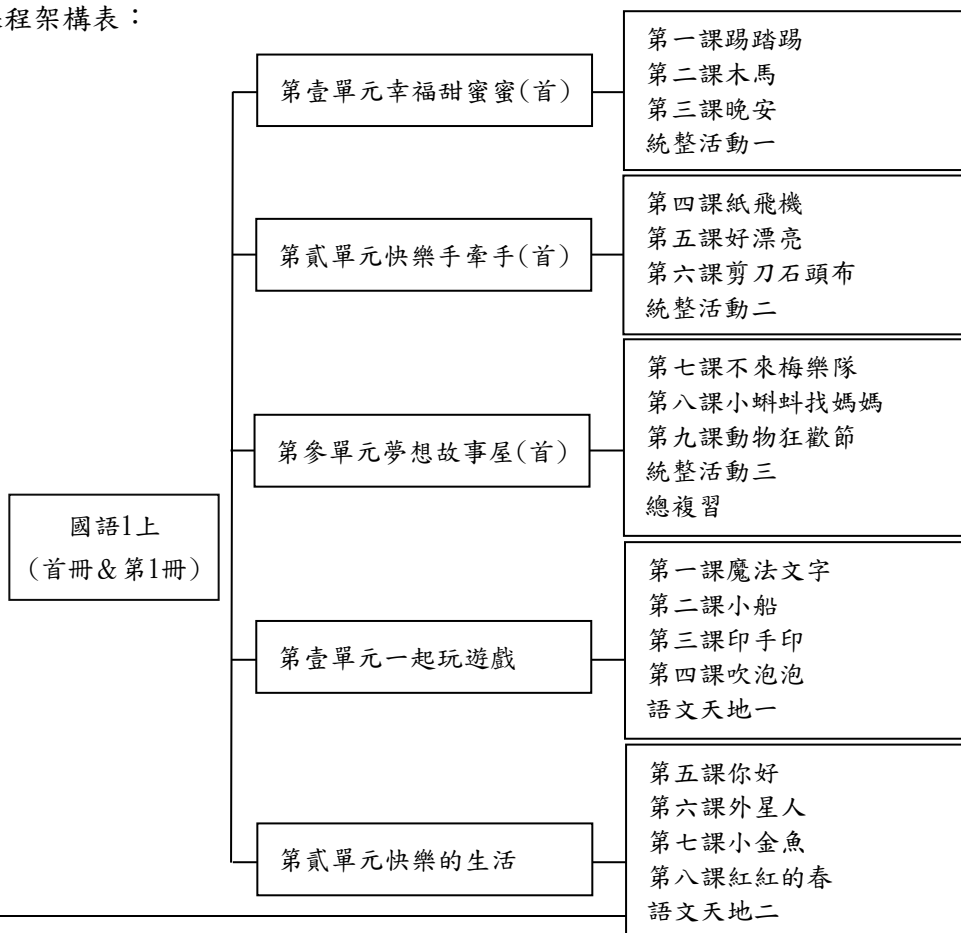 程架構表：
國語1上
(首冊&第1冊)
第壹單元幸福甜蜜蜜(首)
第一課踢踏踢
第二課木馬
第三課晚安
統整活動一
第貳單元快樂手牽手(首)
第四課紙飛機
第五課好漂亮
第六課剪刀石頭布
統整活動二
第參單元夢想故事屋(首)
第七課不來梅樂隊
第八課小蝌蚪找媽媽
第九課動物狂歡節
統整活動三
總複習
第壹單元一起玩遊戲
第一課魔法文字
第二課小船
第三課印手印
第四課吹泡泡
語文天地一
第貳單元快樂的生活
第五課你好
第六課外星人
第七課小金魚
第八課紅紅的春
語文天地二